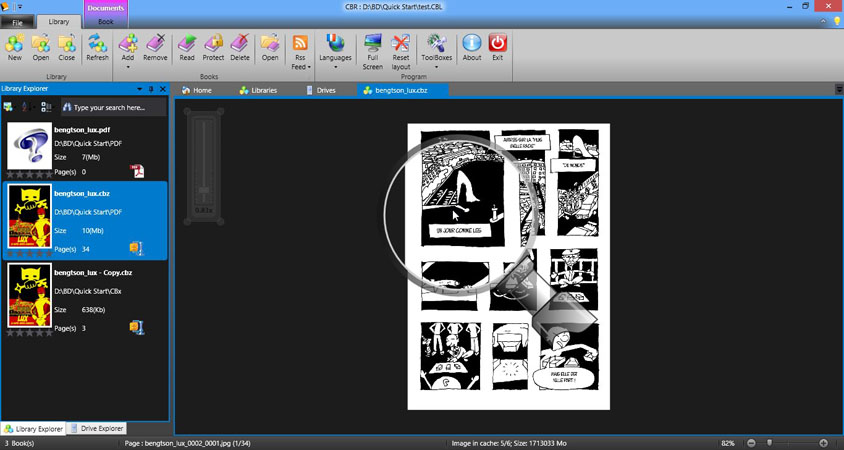 Documents
CBR : D:\BD\Quick Start\test.CBL
File
Library
Book
New
Open
Close
Refresh
Add
Remove
Read
Protect
Delete
Open
Rss
Feed
Languages
Full
Screen
Reset
layout
ToolBoxes
About
Exit
Library
Books
Program
Library Explorer
Home
Libraries
Drives
bengtson_lux.cbz
Type your search here...
bengtson_lux.pdf
D:\BD\Quick Start\PDF
Size 7(Mb)
Page(s) 0
PDF
bengtson_lux.cbz
D:\BD\Quick Start\PDF
Size 10(Mb)
Page(s) 34
LUX
bengtson_lux - Copy.cbz
D:\BD\Quick Start\CBx
Size 638(Kb)
Page(s) 3
LUX
UN JOUR COMME LES
MAIS ELLE EST
Library Explorer
Drive Explorer
3 Book(s)
Page : bengtson_lux_0002_0001.jpg (1/34)
Image in cache: 5/6; Size: 1713033 Mo
82%